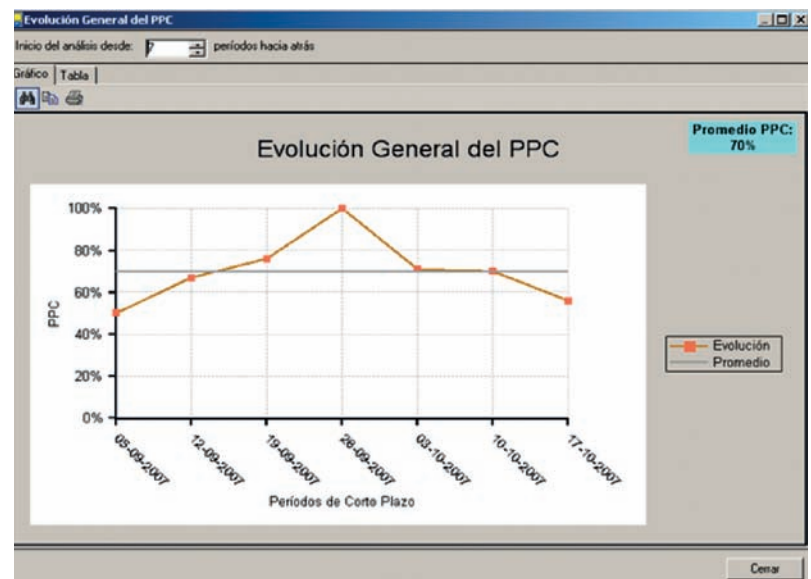 Evolución General del PPC
Inicio del análisis desde: 7 períodos hacia atrás
Gráfico Tabla
Promedio PPC:
70%
Evolución General del PPC
100%
80%
60%
40%
20%
0%
PPC
05-09-2007
12-09-2007
19-09-2007
26-09-2007
03-10-2007
10-10-2007
17-10-2007
Períodos de Corto Plazo
Evolución
Promedio
Cerrar